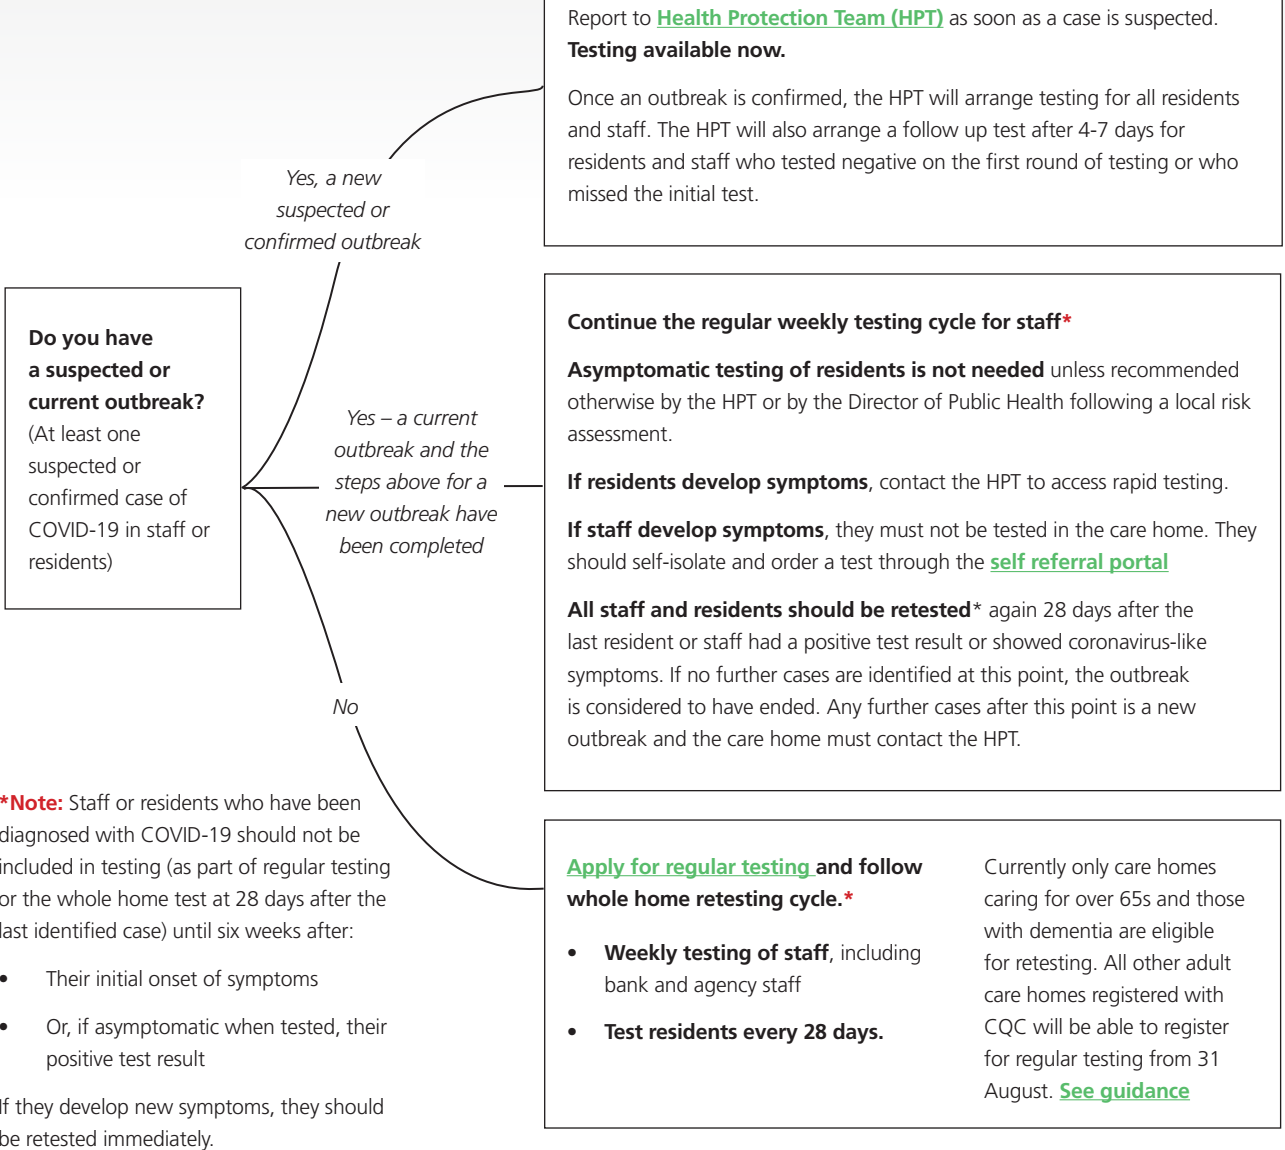 Report to Health Protection Team (HPT) as soon as a case is suspected.
Testing available now.
Once an outbreak is confirmed, the HPT will arrange testing for all residents
and staff. The HPT will also arrange a follow up test after 4-7 days for
residents and staff who tested negative on the first round of testing or who
missed the initial test.
Yes, a new
suspected or
confirmed outbreak
Do you have
a suspected or
current outbreak?
(At least one
suspected or
confirmed case of
COVID-19 in staff or
residents)
Yes – a current
outbreak and the
steps above for a
new outbreak have
been completed
Continue the regular weekly testing cycle for staff*
Asymptomatic testing of residents is not needed unless recommended
otherwise by the HPT or by the Director of Public Health following a local risk
assessment.
If residents develop symptoms, contact the HPT to access rapid testing.
If staff develop symptoms, they must not be tested in the care home. They
should self-isolate and order a test through the self referral portal
All staff and residents should be retested* again 28 days after the
last resident or staff had a positive test result or showed coronavirus-like
symptoms. If no further cases are identified at this point, the outbreak
is considered to have ended. Any further cases after this point is a new
outbreak and the care home must contact the HPT.
No
*Note: Staff or residents who have been
diagnosed with COVID-19 should not be
included in testing (as part of regular testing
or the whole home test at 28 days after the
last identified case) until six weeks after:
• Their initial onset of symptoms
• Or, if asymptomatic when tested, their
positive test result
If they develop new symptoms, they should
be retested immediately.
Apply for regular testing and follow
whole home retesting cycle.*
• Weekly testing of staff, including
bank and agency staff
• Test residents every 28 days.
Currently only care homes
caring for over 65s and those
with dementia are eligible
for retesting. All other adult
care homes registered with
CQC will be able to register
for regular testing from 31
August. See guidance